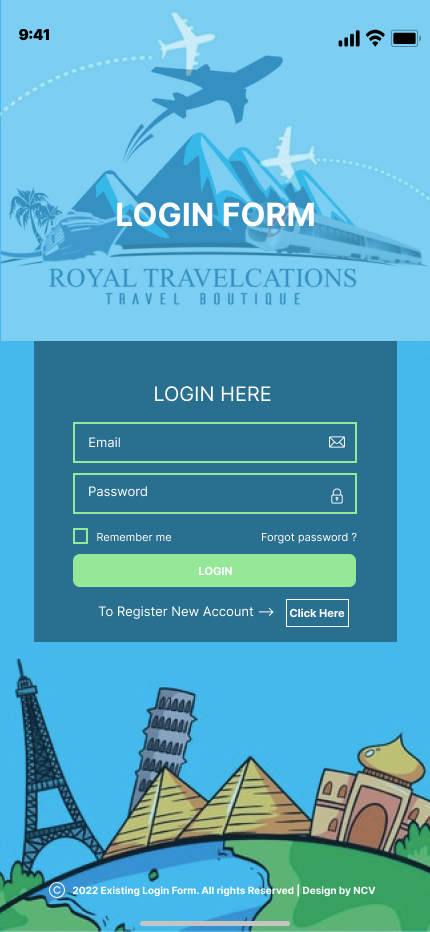 9:41
LOGIN FORM
ROYAL TRAVELCATIONS
TRAVEL BOUTIQUE
LOGIN HERE
Email
Password
Remember me Forgot password ?
LOGIN
To Register New Account → Click Here
© 2022 Existing Login Form. All rights Reserved | Design by NCV